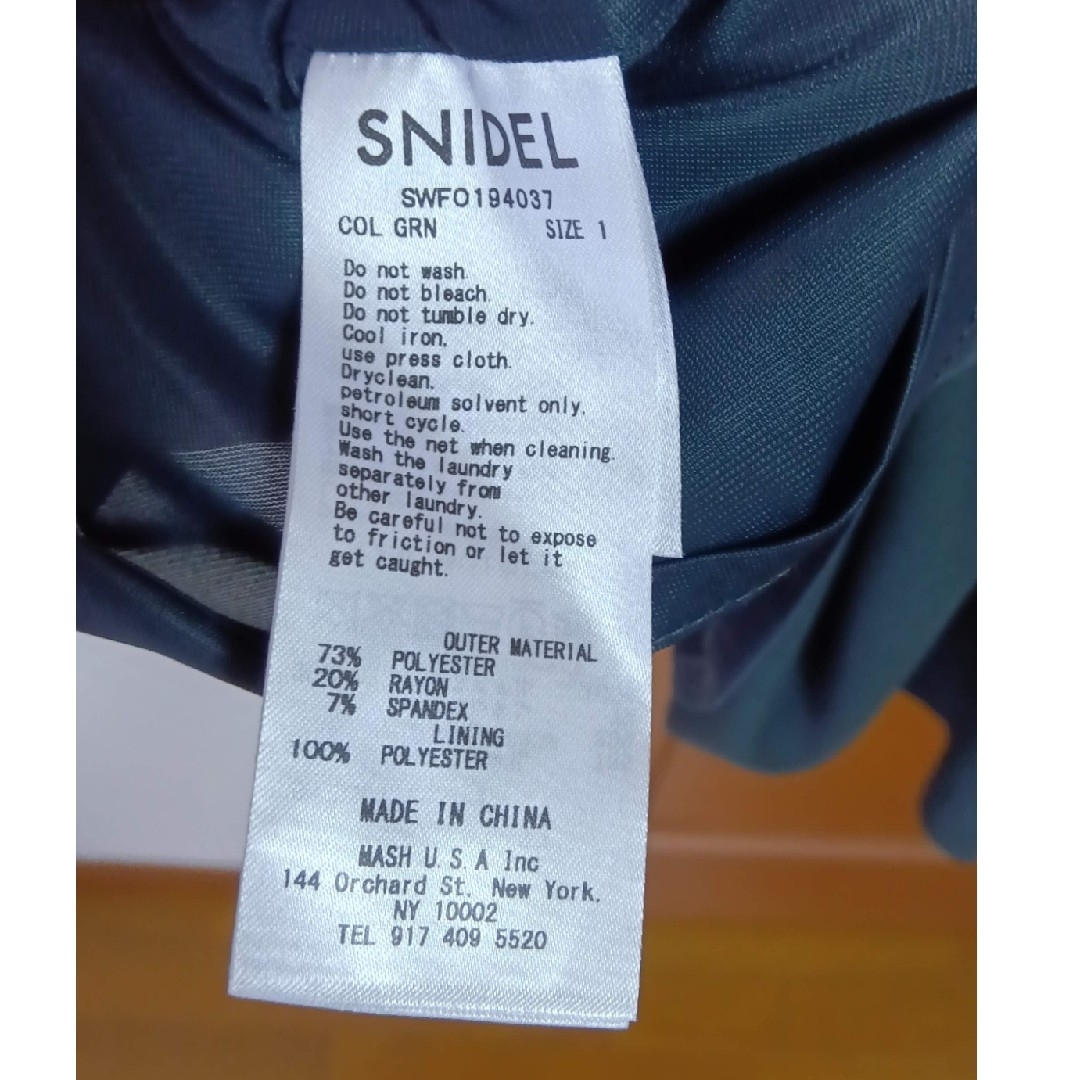 SNIDEL
SWFO194037
COL GRN SIZE 1
Do not wash.
Do not bleach.
Do not tumble dry.
Cool iron.
use press cloth.
Dryclean.
petroleum solvent only.
short cycle.
Use the net when cleaning.
Wash the laundry
separately from
other laundry.
Be careful not to expose
to friction or let it
get caught.
OUTER MATERIAL
73% POLYESTER
20% RAYON
7% SPANDEX
LINING
100% POLYESTER
MADE IN CHINA
MASH U.S.A Inc
144 Orchard St. New York.
NY 10002
TEL 917 409 5520